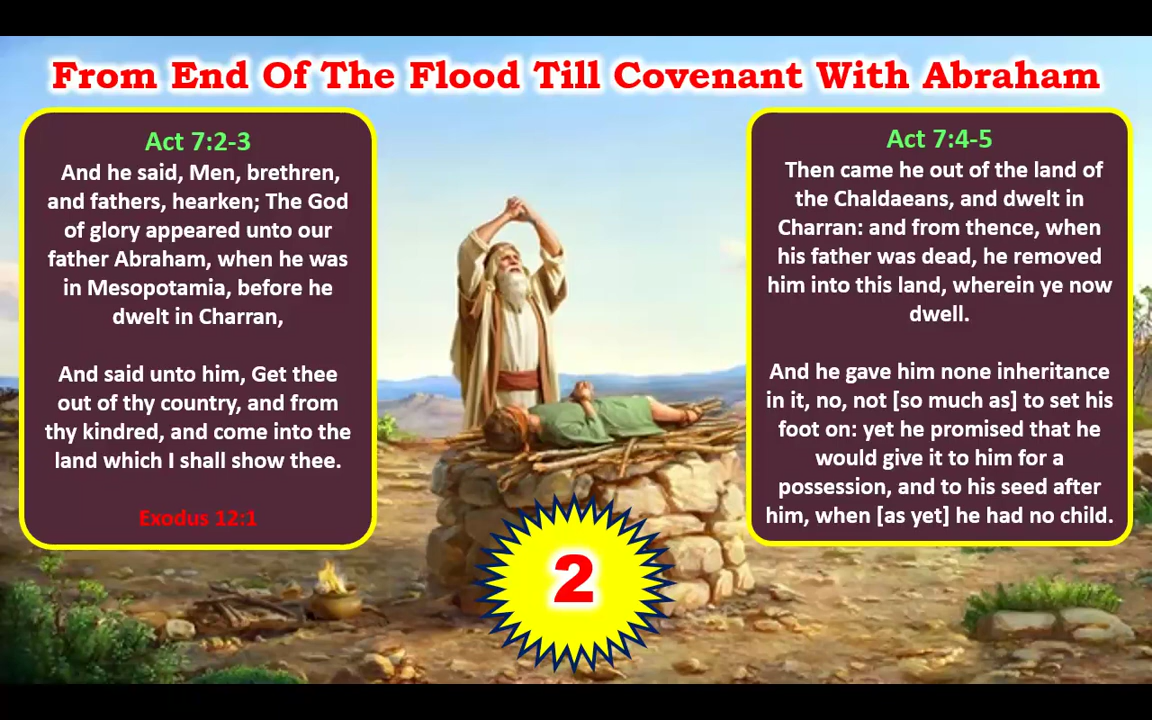 From End Of The Flood Till Covenant With Abraham
Act 7:2-3
And he said, Men, brethren,
and fathers, hearken; The God
of glory appeared unto our
father Abraham, when he was
in Mesopotamia, before he
dwelt in Charran,
And said unto him, Get thee
out of thy country, and from
thy kindred, and come into the
land which I shall show thee.
Exodus 12:1
Act 7:4-5
Then came he out of the land of
the Chaldaeans, and dwelt in
Charran: and from thence, when
his father was dead, he removed
him into this land, wherein ye now
dwell.
And he gave him none inheritance
in it, no, not [so much as] to set his
foot on: yet he promised that he
would give it to him for a
possession, and to his seed after
him, when [as yet] he had no child.
2